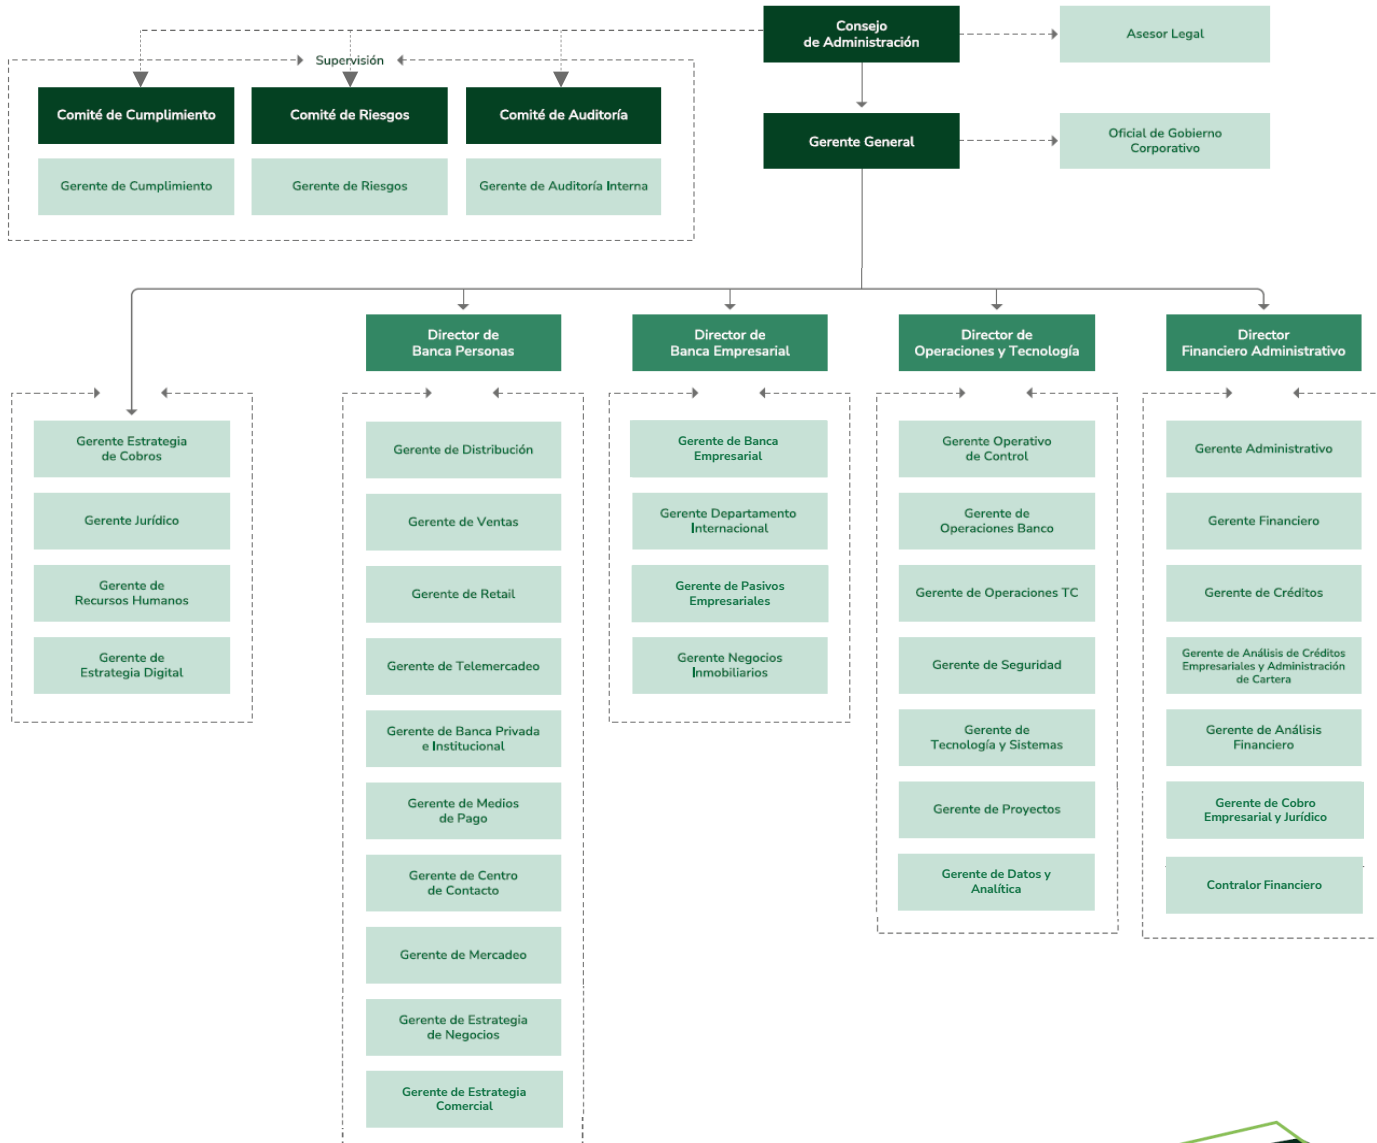 Consejo
de Administración
Asesor Legal
Supervisión
Comité de Cumplimiento
Comité de Riesgos
Comité de Auditoría
Gerente General
Oficial de Gobierno
Corporativo
Gerente de Cumplimiento
Gerente de Riesgos
Gerente de Auditoría Interna
Director de
Banca Personas
Director de
Banca Empresarial
Director de
Operaciones y Tecnología
Director
Financiero Administrativo
Gerente Estrategia
de Cobros
Gerente Jurídico
Gerente de
Recursos Humanos
Gerente de
Estrategia Digital
Gerente de Distribución
Gerente de Ventas
Gerente de Retail
Gerente de Telemercadeo
Gerente de Banca Privada
e Institucional
Gerente de Medios
de Pago
Gerente de Centro
de Contacto
Gerente de Mercadeo
Gerente de Estrategia
de Negocios
Gerente de Estrategia
Comercial
Gerente de Banca
Empresarial
Gerente Departamento
Internacional
Gerente de Pasivos
Empresariales
Gerente Negocios
Inmobiliarios
Gerente Operativo
de Control
Gerente de
Operaciones Banco
Gerente de Operaciones TC
Gerente de Seguridad
Gerente de
Tecnología y Sistemas
Gerente de Proyectos
Gerente de Datos y
Analítica
Gerente Administrativo
Gerente Financiero
Gerente de Créditos
Gerente de Análisis de Créditos
Empresariales y Administración
de Cartera
Gerente de Análisis
Financiero
Gerente de Cobro
Empresarial y Jurídico
Contralor Financiero